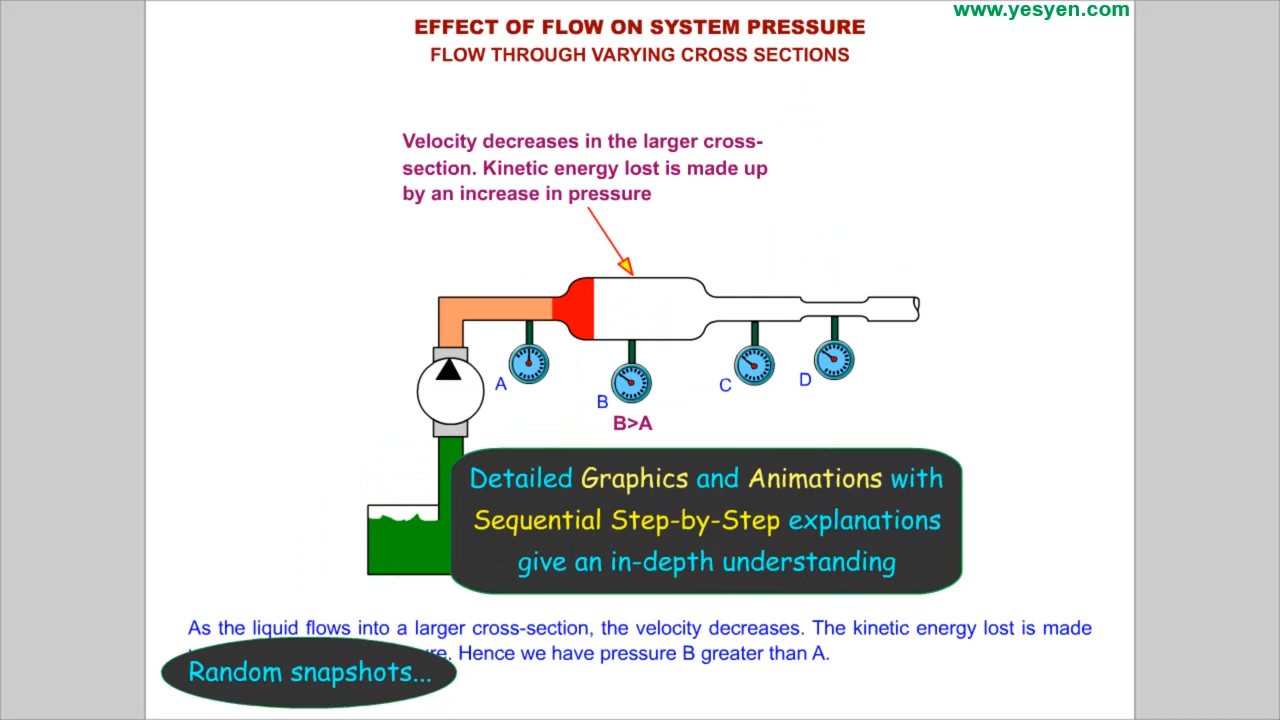 www.yesyen.com
EFFECT OF FLOW ON SYSTEM PRESSURE
FLOW THROUGH VARYING CROSS SECTIONS
Velocity decreases in the larger cross-
section. Kinetic energy lost is made up
by an increase in pressure
A
B
C
D
B>A
Detailed Graphics and Animations with
Sequential Step-by-Step explanations
give an in-depth understanding
As the liquid flows into a larger cross-section, the velocity decreases. The kinetic energy lost is made
Hence we have pressure B greater than A.
Random snapshots...